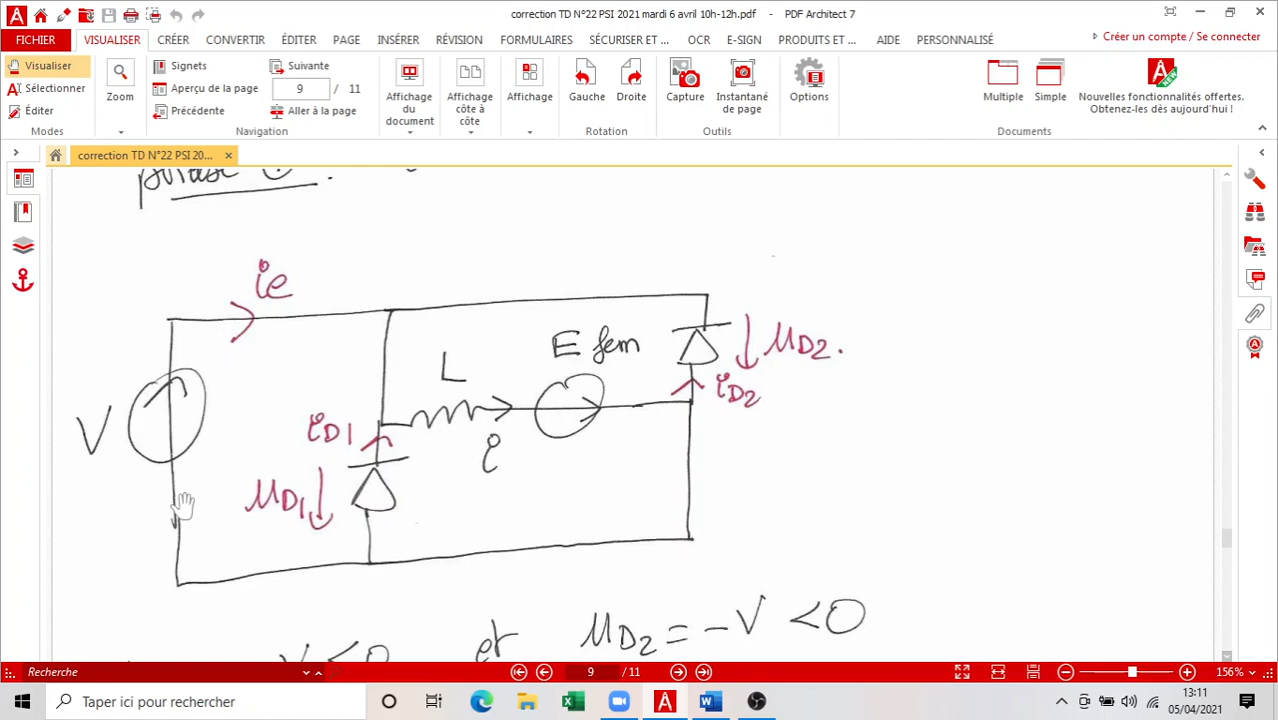 correction TD N°22 PSI 2021 mardi 6 avril 10h-12h.pdf - PDF Architect 7
FICHIER VISUALISER CRÉER CONVERTIR ÉDITER PAGE INSÉRER RÉVISION FORMULAIRES SÉCURISER ET ... OCR E-SIGN PRODUITS ET ... AIDE PERSONNALISÉ Créer un compte / Se connecter
Visualiser
Sélectionner
Éditer
Modes
Zoom
Signets
Aperçu de la page
Précédente
Suivante
9 / 11
Aller à la page
Navigation
Affichage du document
Affichage côte à côte
Affichage
Gauche
Droite
Rotation
Capture
Instantané de page
Outils
Options
Multiple
Simple
Documents
Nouvelles fonctionnalités offertes.
Obtenez-les dès aujourd'hui !
correction TD N°22 PSI 20...
phase ①
ie
V
L
E fem
i
iD1
uD1
uD2.
iD2
V < 0 et uD2 = -V < 0
Recherche
9 / 11
156%
Taper ici pour rechercher
13:11
05/04/2021